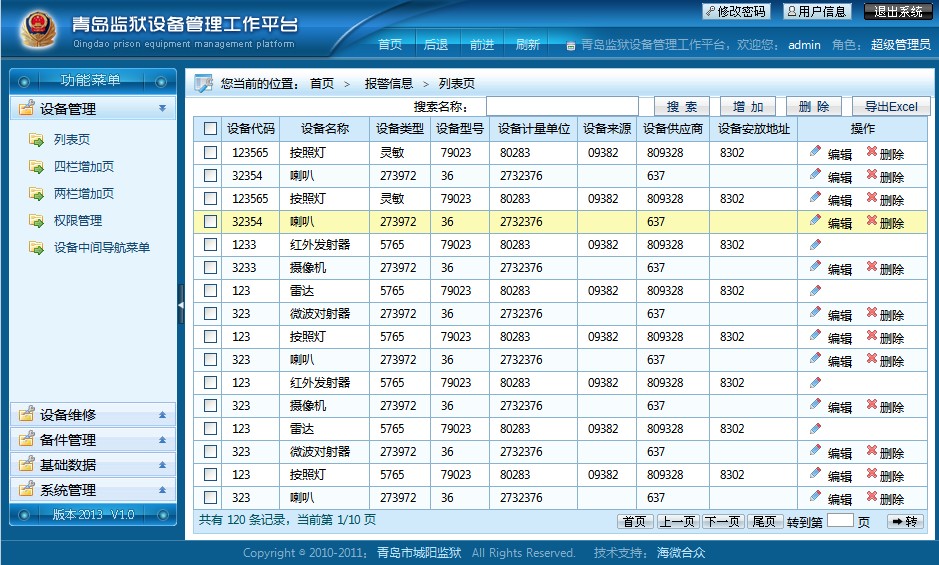 修改密码 用户信息 退出系统
青岛监狱设备管理工作平台
Qingdao prison equipment management platform
首页 后退 前进 刷新 青岛监狱设备管理工作平台，欢迎您： admin 角色： 超级管理员
功能菜单
设备管理
列表页
四栏增加页
两栏增加页
权限管理
设备中间导航菜单
设备维修
备件管理
基础数据
系统管理
版本2013 V1.0
您当前的位置： 首页 > 报警信息 > 列表页
搜索名称： 搜 索 增 加 删 除 导出Excel
设备代码 设备名称 设备类型 设备型号 设备计量单位 设备来源 设备供应商 设备安放地址 操作
123565 按照灯 灵敏 79023 80283 09382 809328 8302 编辑 删除
32354 喇叭 273972 36 2732376 637 编辑 删除
123565 按照灯 灵敏 79023 80283 09382 809328 8302 编辑 删除
32354 喇叭 273972 36 2732376 637 编辑 删除
1233 红外发射器 5765 79023 80283 09382 809328 8302
3233 摄像机 273972 36 2732376 637 编辑 删除
123 雷达 5765 79023 80283 09382 809328 8302
323 微波对射器 273972 36 2732376 637 编辑 删除
123 按照灯 5765 79023 80283 09382 809328 8302 编辑 删除
323 喇叭 273972 36 2732376 637 编辑 删除
123 红外发射器 5765 79023 80283 09382 809328 8302
323 摄像机 273972 36 2732376 637 编辑 删除
123 雷达 5765 79023 80283 09382 809328 8302
323 微波对射器 273972 36 2732376 637 编辑 删除
123 按照灯 5765 79023 80283 09382 809328 8302 编辑 删除
323 喇叭 273972 36 2732376 637 编辑 删除
共有 120 条记录，当前第 1/10 页 首页 上一页 下一页 尾页 转到第 页 转
Copyright © 2010-2011; 青岛市城阳监狱 All Rights Reserved. 技术支持： 海微合众